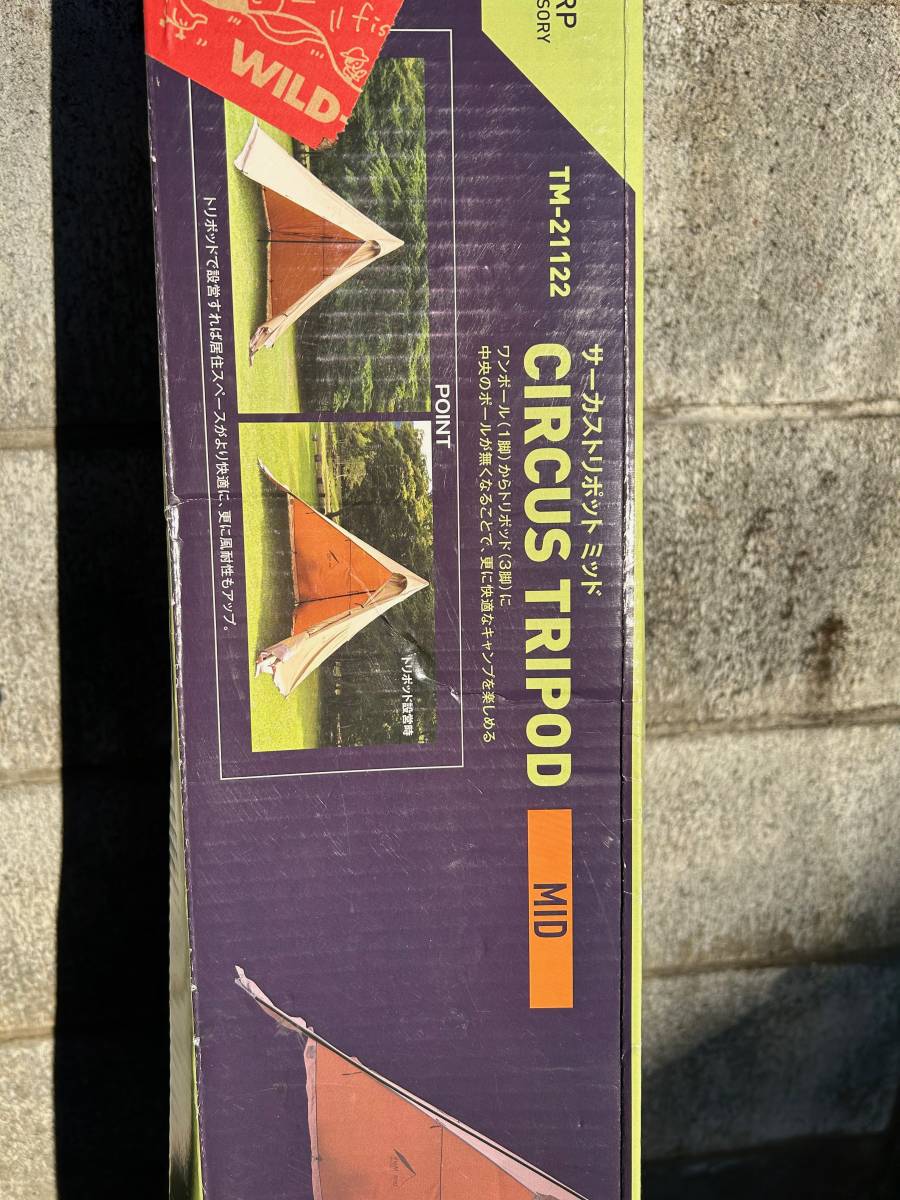 RP
SSORY
WILD-
TM-21122
サーカストリポット ミッド
CIRCUS TRIPOD
MID
ワンポール(1脚)からトリポッド(3脚)に
中央のポールが無くなることで、更に快適なキャンプを楽しめる
POINT
トリポッド設営時
トリポッドで設営すれば居住スペースがより快適に、更に風耐性もアップ。